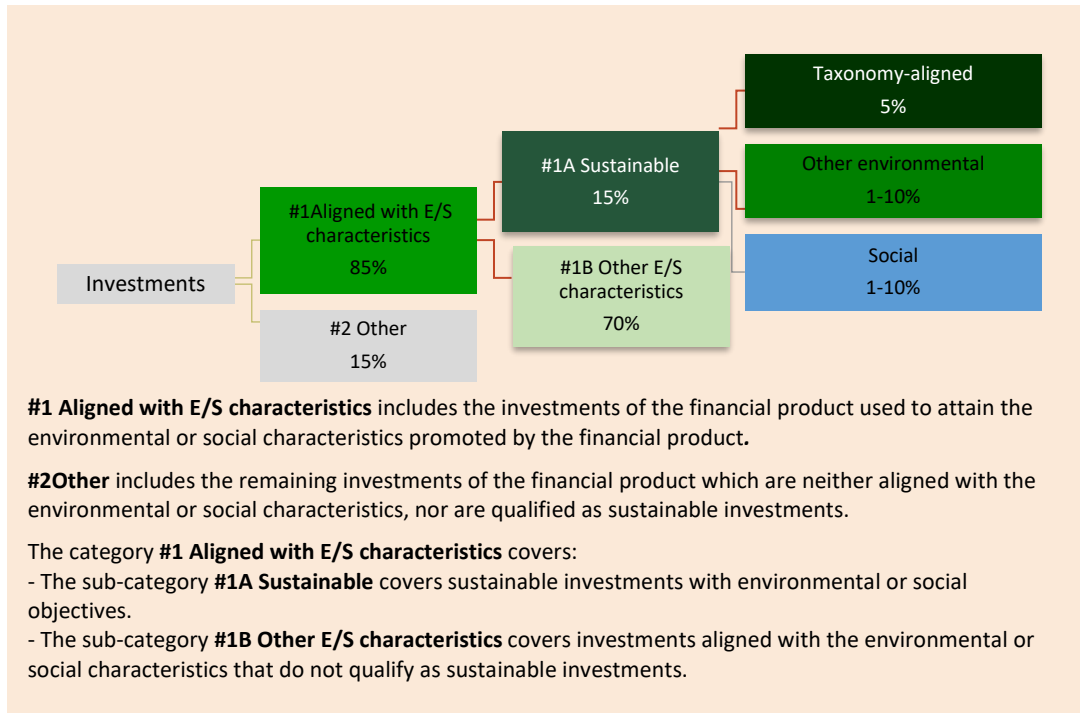 Taxonomy-aligned
5%
#1A Sustainable
15%
Other environmental
1-10%
#1Aligned with E/S
characteristics
85%
Social
1-10%
#1B Other E/S
characteristics
70%
Investments
#2 Other
15%
#1 Aligned with E/S characteristics includes the investments of the financial product used to attain the
environmental or social characteristics promoted by the financial product.
#2Other includes the remaining investments of the financial product which are neither aligned with the
environmental or social characteristics, nor are qualified as sustainable investments.
The category #1 Aligned with E/S characteristics covers:
- The sub-category #1A Sustainable covers sustainable investments with environmental or social
objectives.
- The sub-category #1B Other E/S characteristics covers investments aligned with the environmental or
social characteristics that do not qualify as sustainable investments.